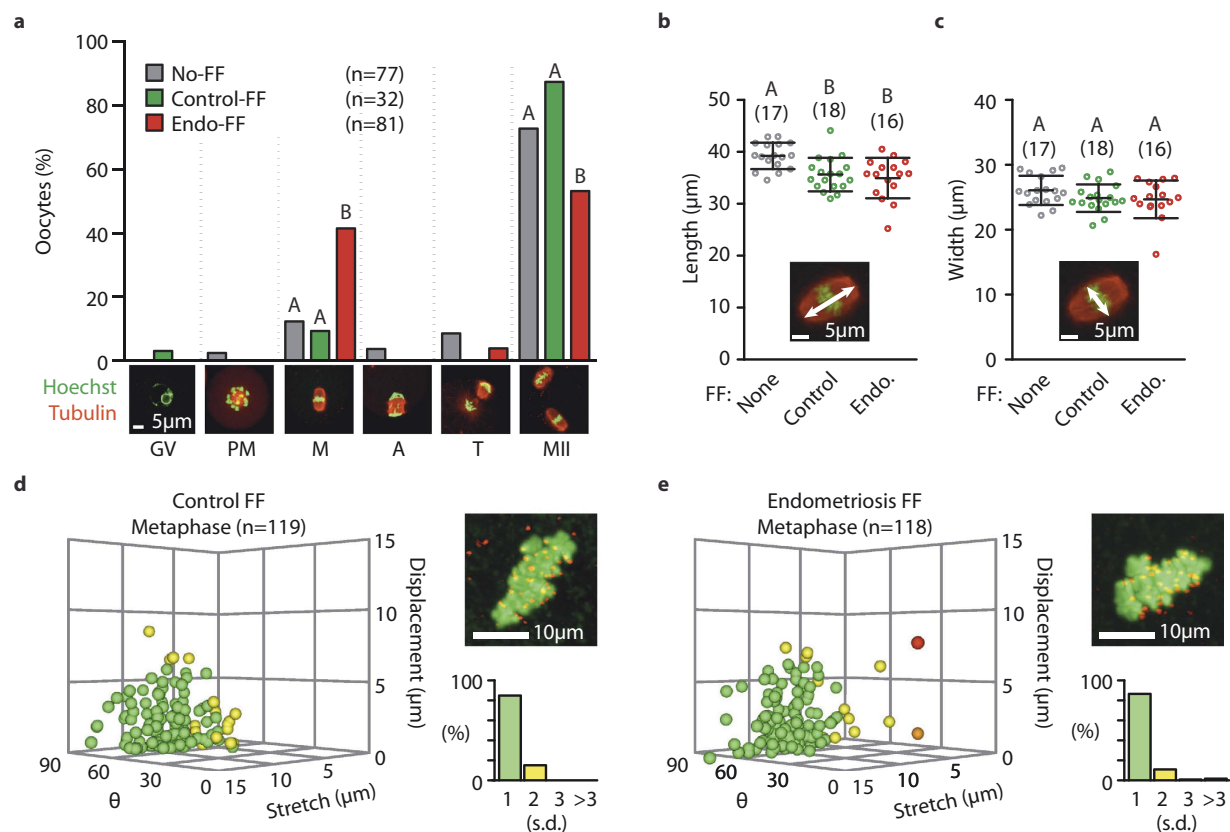 a
100
80
60
40
20
0
Oocytes (%)
No-FF (n=77)
Control-FF (n=32)
Endo-FF (n=81)
A A B
A A B
Hoechst
Tubulin
5µm
GV PM M A T MII
b
A B B
(17) (18) (16)
50
40
30
20
10
0
Length (µm)
5µm
FF: None Control Endo.
c
A A A
(17) (18) (16)
40
30
20
10
0
Width (µm)
5µm
FF: None Control Endo.
d
Control FF
Metaphase (n=119)
15
10
5
0
Displacement (µm)
90 60 30 0
θ
15 10 5
Stretch (µm)
10µm
100
(%)
0
1 2 3 >3
(s.d.)
e
Endometriosis FF
Metaphase (n=118)
15
10
5
0
Displacement (µm)
90 60 30 0
θ
15 10 5
Stretch (µm)
10µm
100
(%)
0
1 2 3 >3
(s.d.)